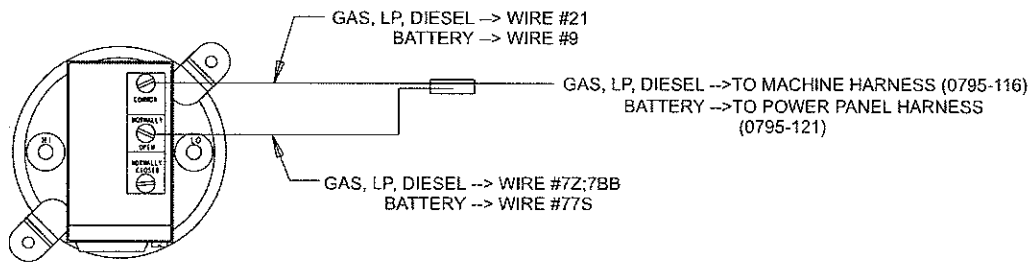 GAS, LP, DIESEL --> WIRE #21
BATTERY --> WIRE #9
GAS, LP, DIESEL -->TO MACHINE HARNESS (0795-116)
BATTERY -->TO POWER PANEL HARNESS
(0795-121)
COMMON
NORMALLY
OPEN
HI
LO
NORMALLY
CLOSED
GAS, LP, DIESEL --> WIRE #7Z;7BB
BATTERY --> WIRE #77S